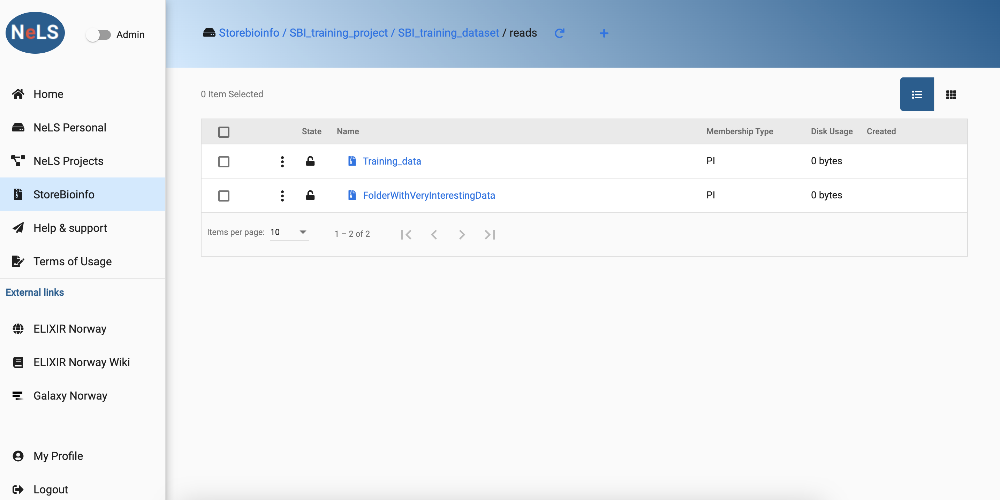 NeLS
Admin
Home
NeLS Personal
NeLS Projects
StoreBioinfo
Help & support
Terms of Usage
External links
ELIXIR Norway
ELIXIR Norway Wiki
Galaxy Norway
My Profile
Logout
Storebioinfo / SBI_training_project / SBI_training_dataset / reads
0 Item Selected
State Name Membership Type Disk Usage Created
Training_data PI 0 bytes
FolderWithVeryInterestingData PI 0 bytes
Items per page: 10 1 – 2 of 2